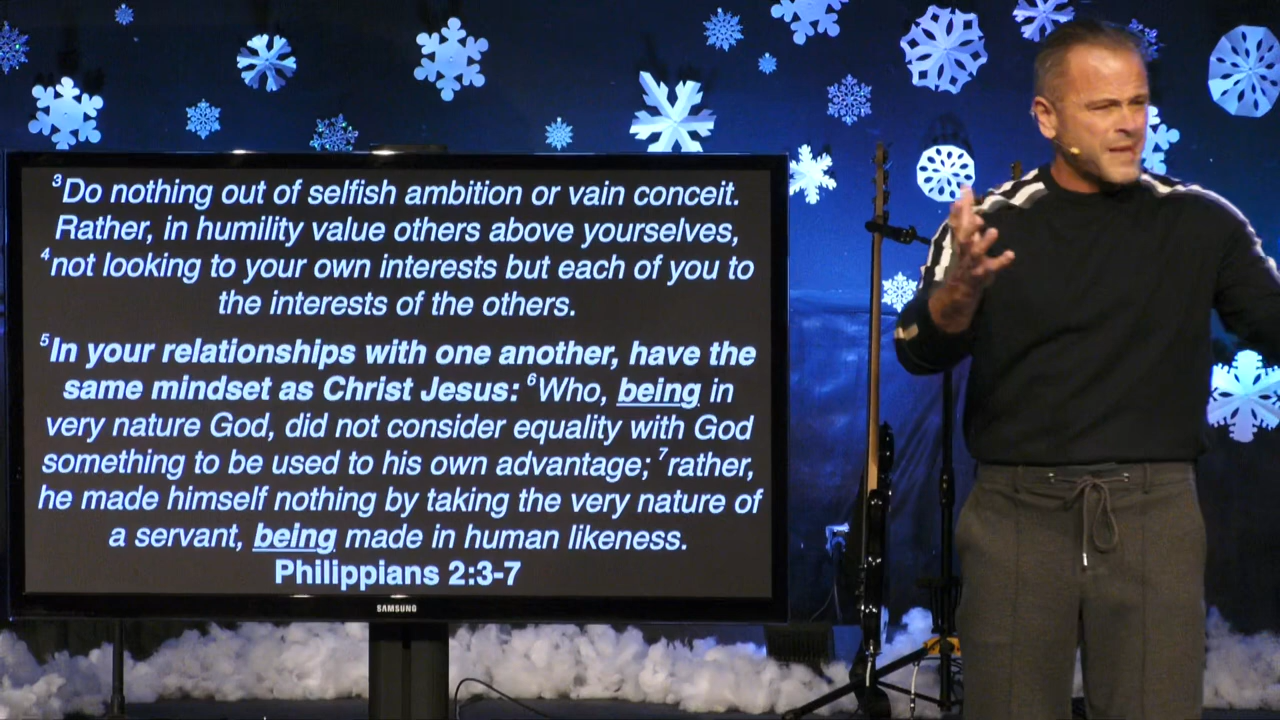 ³Do nothing out of selfish ambition or vain conceit.
Rather, in humility value others above yourselves,
⁴not looking to your own interests but each of you to
the interests of the others.
⁵In your relationships with one another, have the
same mindset as Christ Jesus: ⁶Who, being in
very nature God, did not consider equality with God
something to be used to his own advantage; ⁷rather,
he made himself nothing by taking the very nature of
a servant, being made in human likeness.
Philippians 2:3-7
SAMSUNG